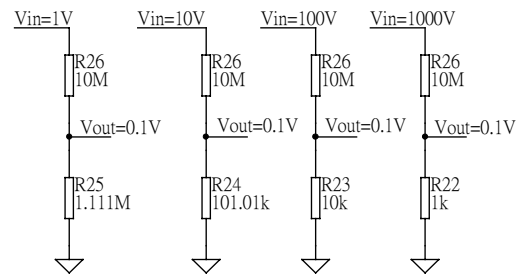 Vin=1V
Vin=10V
Vin=100V
Vin=1000V
R26
10M
R26
10M
R26
10M
R26
10M
Vout=0.1V
Vout=0.1V
Vout=0.1V
Vout=0.1V
R25
1.111M
R24
101.01k
R23
10k
R22
1k